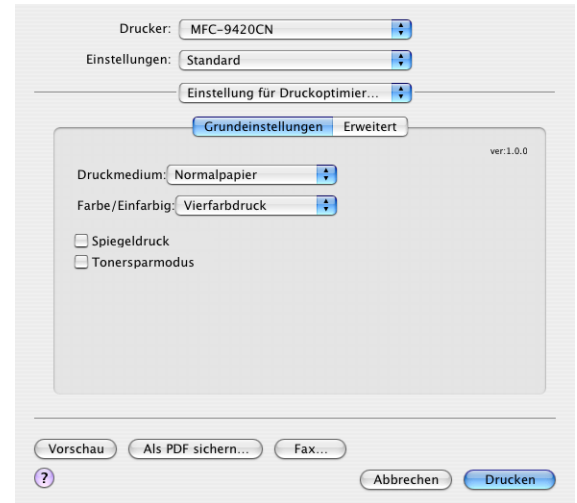 Drucker: MFC-9420CN
Einstellungen: Standard
Einstellung für Druckoptimier...
Grundeinstellungen Erweitert
ver:1.0.0
Druckmedium: Normalpapier
Farbe/Einfarbig: Vierfarbdruck
Spiegeldruck
Tonersparmodus
Vorschau Als PDF sichern... Fax...
? Abbrechen Drucken